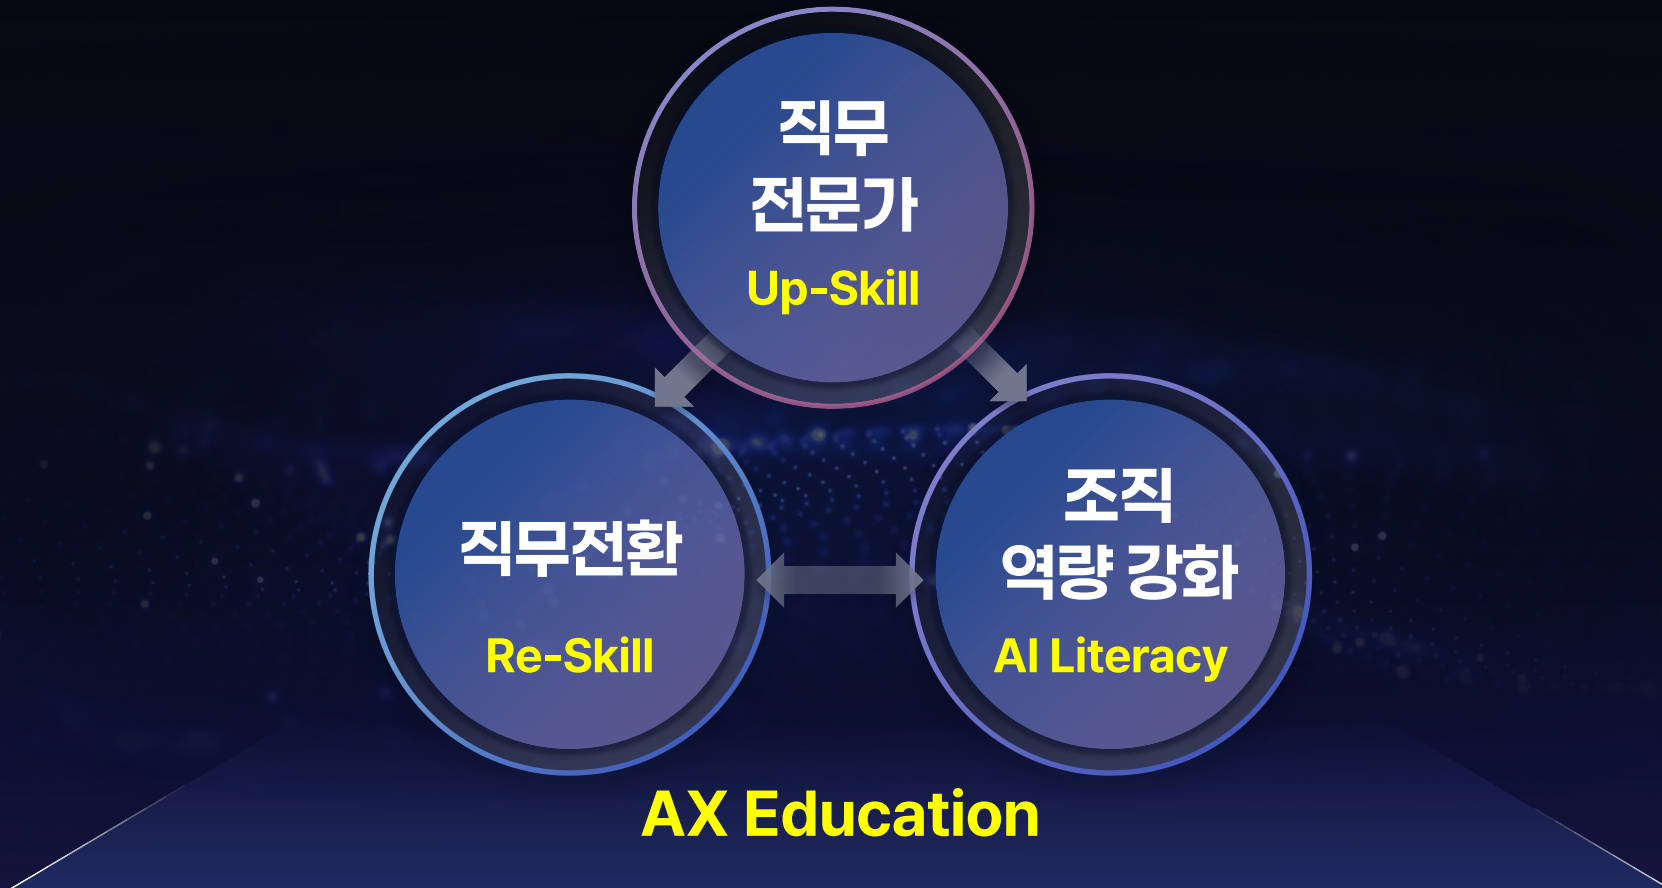 직무
전문가
Up-Skill
직무전환
Re-Skill
조직
역량 강화
AI Literacy
AX Education